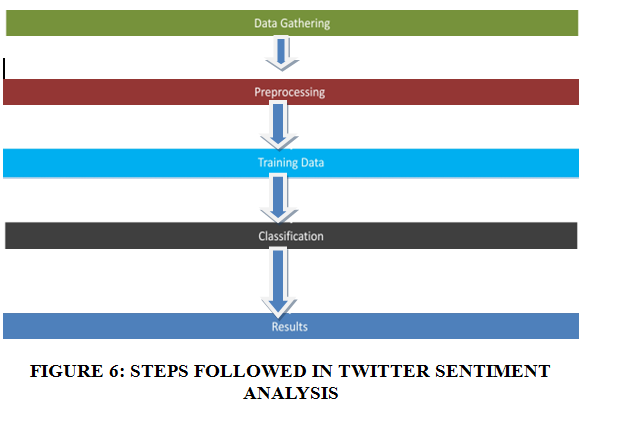 Data Gathering
Preprocessing
Training Data
Classification
Results
FIGURE 6: STEPS FOLLOWED IN TWITTER SENTIMENT
ANALYSIS